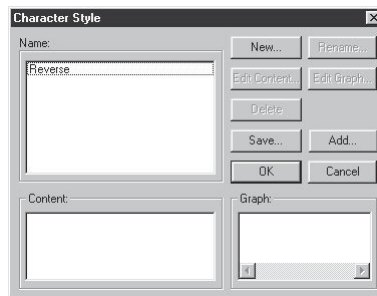 Character Style
Name:
Reverse
New...
Rename...
Edit Content...
Edit Graph...
Delete
Save...
Add...
OK
Cancel
Content:
Graph: